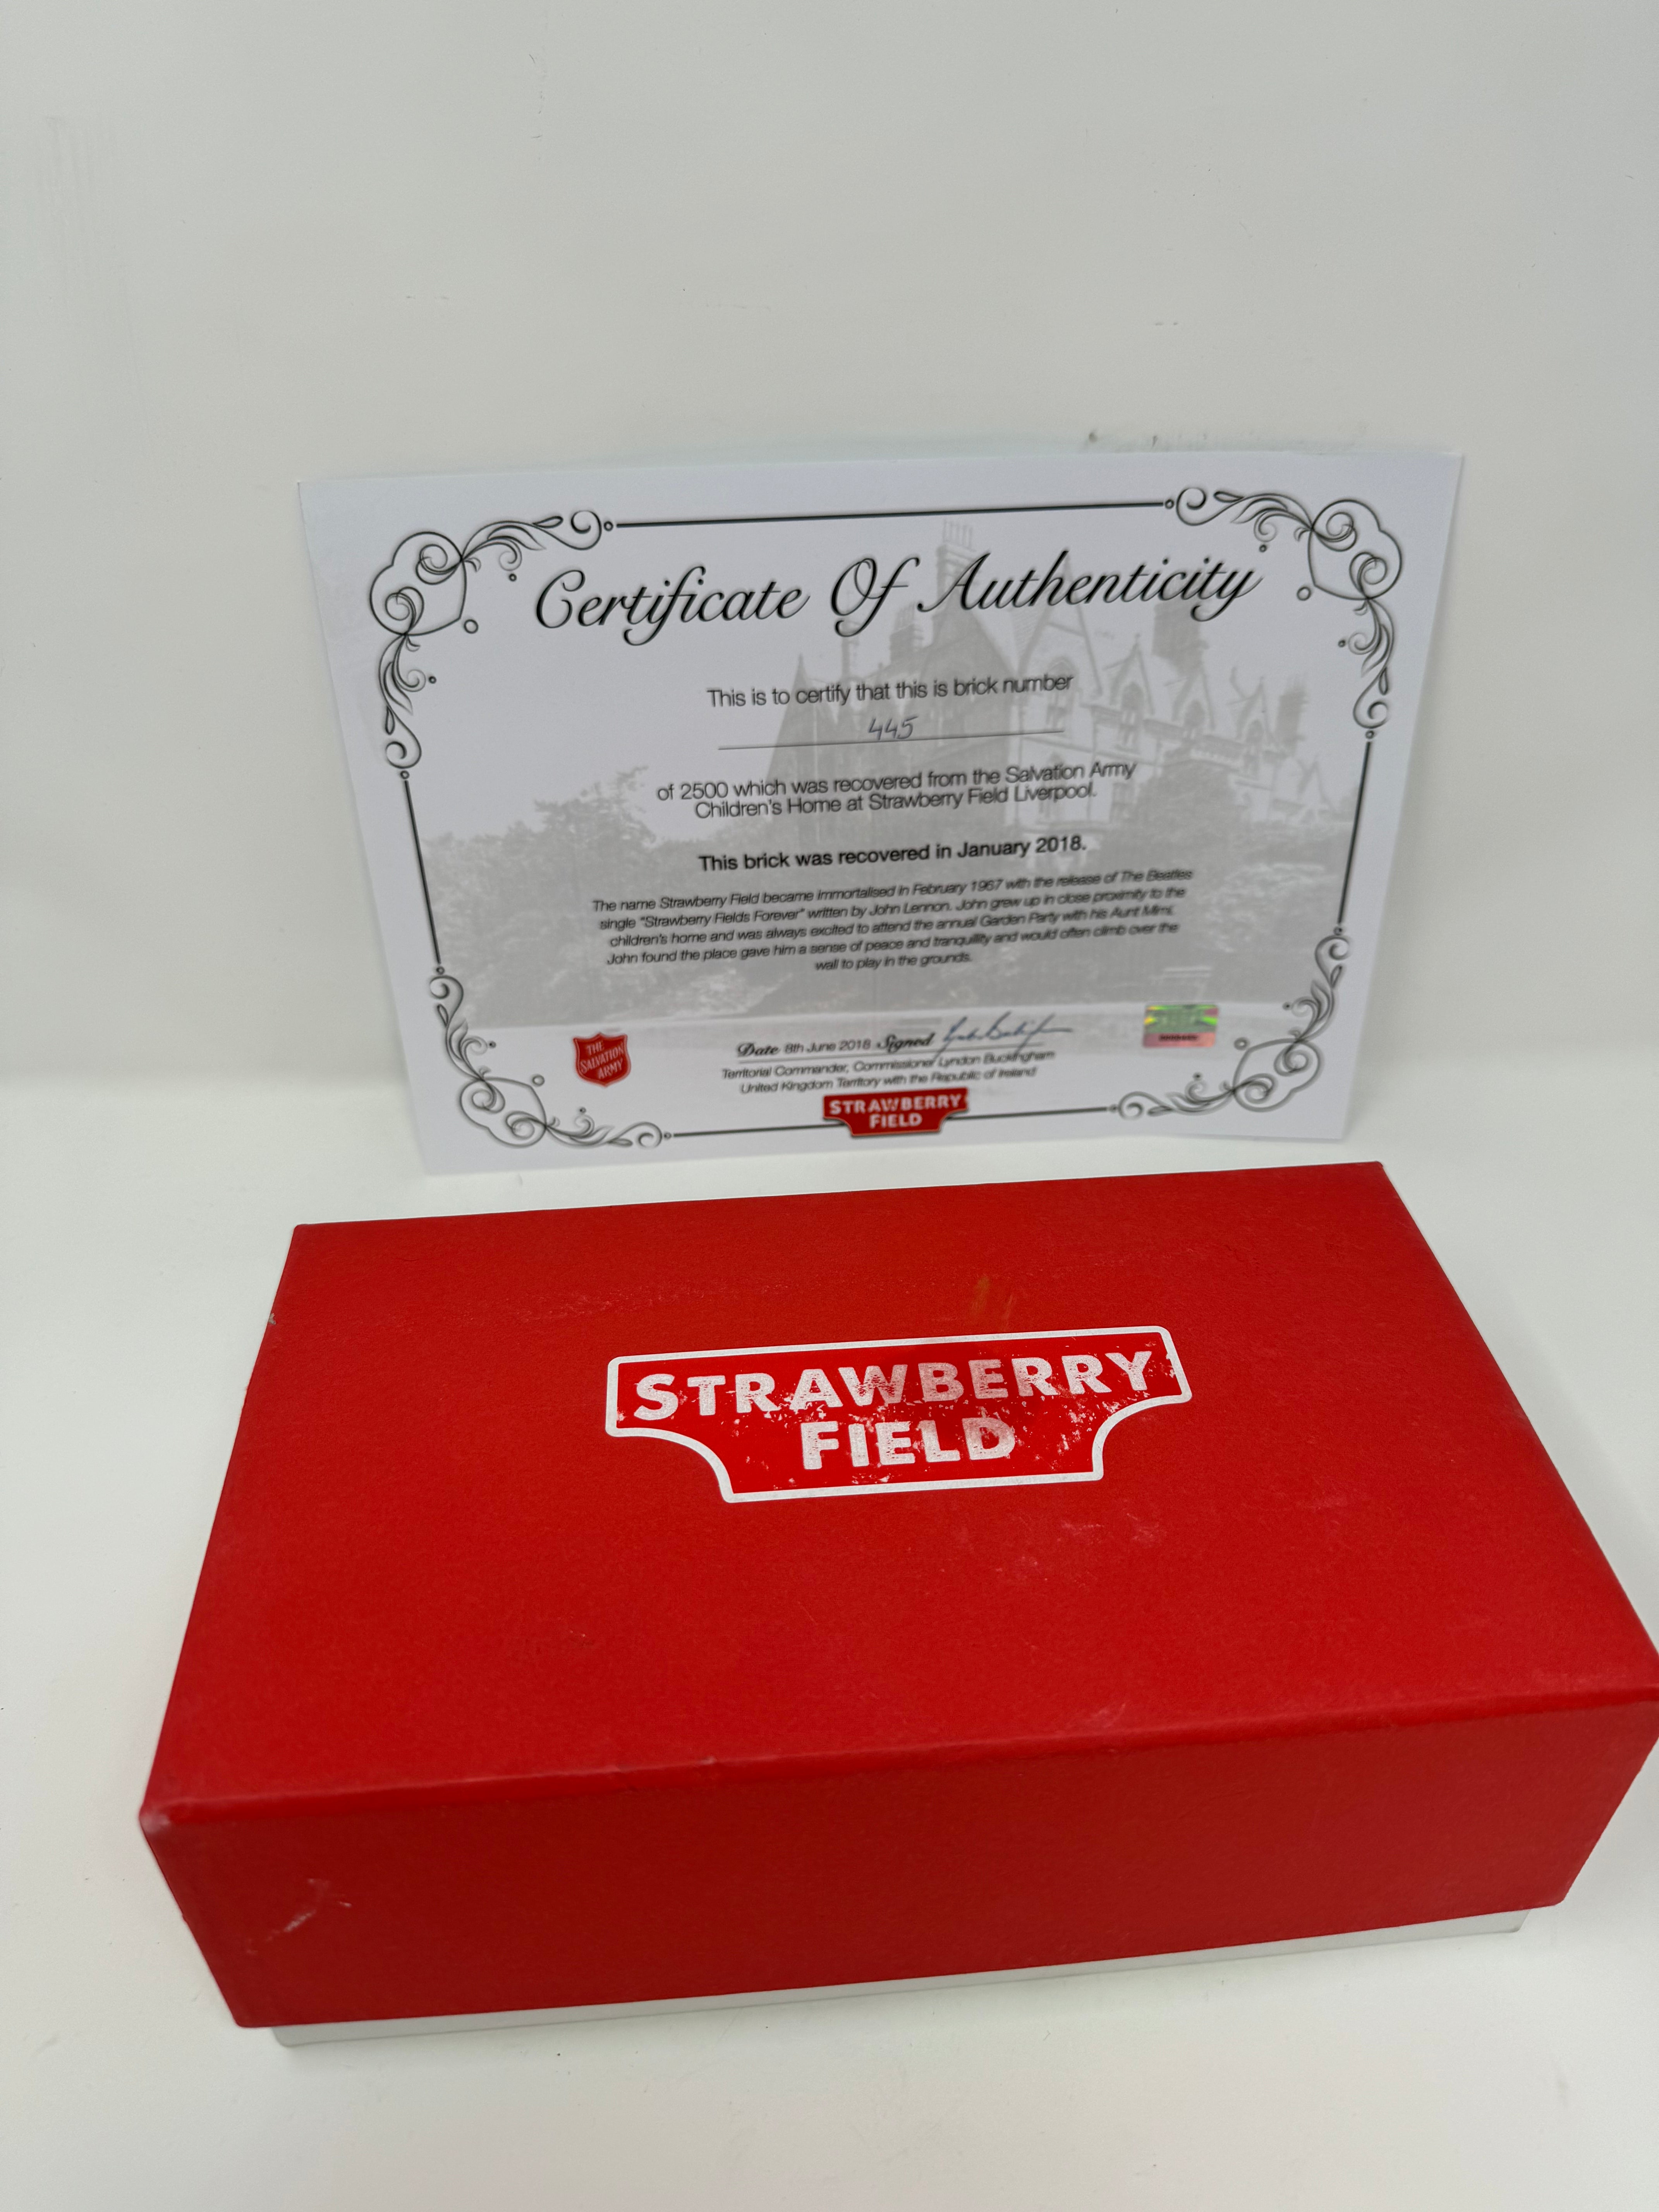 Certificate Of Authenticity
This is to certify that this is brick number
445
of 2500 which was recovered from the Salvation Army
Children's Home at Strawberry Field Liverpool.
This brick was recovered in January 2018.
The name Strawberry Field became immortalised in February 1967 with the release of The Beatles
single "Strawberry Fields Forever" written by John Lennon. John grew up in close proximity to the
children's home and was always excited to attend the annual Garden Party with his Aunt Mimi.
John found the place gave him a sense of peace and tranquillity and would often climb over the
wall to play in the grounds.
THE
SALVATION
ARMY
Date 8th June 2018 Signed
Territorial Commander, Commissioner Lyndon Buckingham
United Kingdom Territory with the Republic of Ireland
STRAWBERRY
FIELD
STRAWBERRY
FIELD